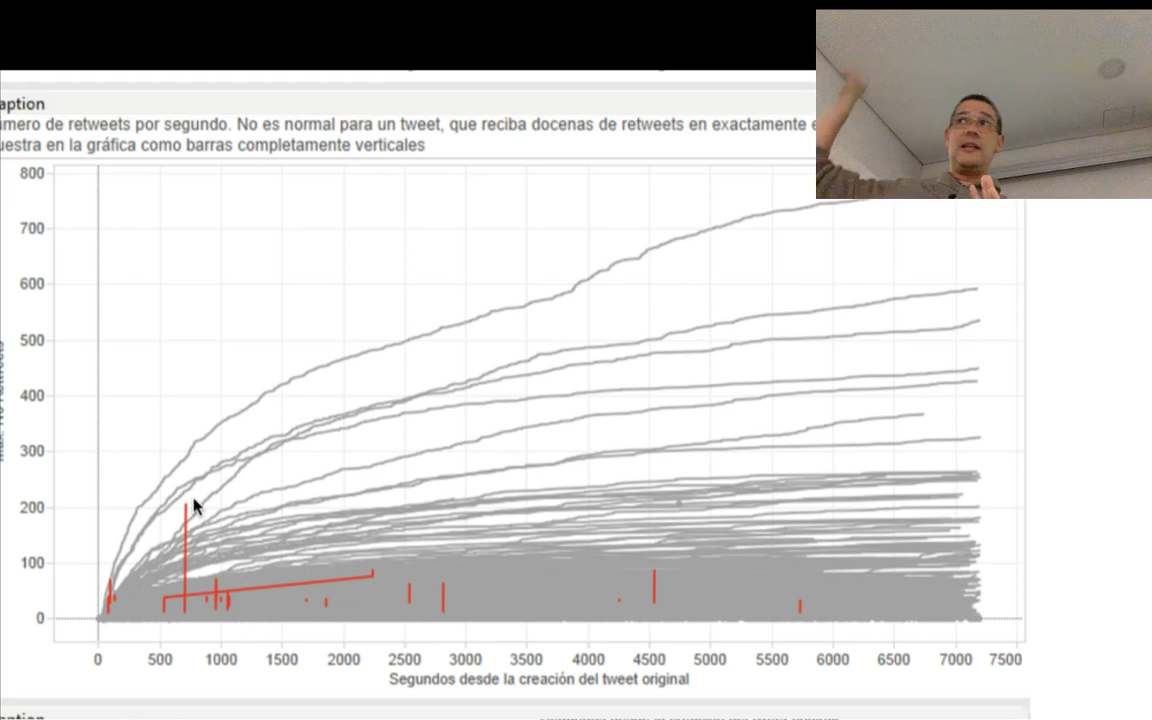 aption
úmero de retweets por segundo. No es normal para un tweet, que reciba docenas de retweets en exactamente e
uestra en la gráfica como barras completamente verticales
800
700
600
500
400
300
200
100
0
0 500 1000 1500 2000 2500 3000 3500 4000 4500 5000 5500 6000 6500 7000 7500
Segundos desde la creación del tweet original